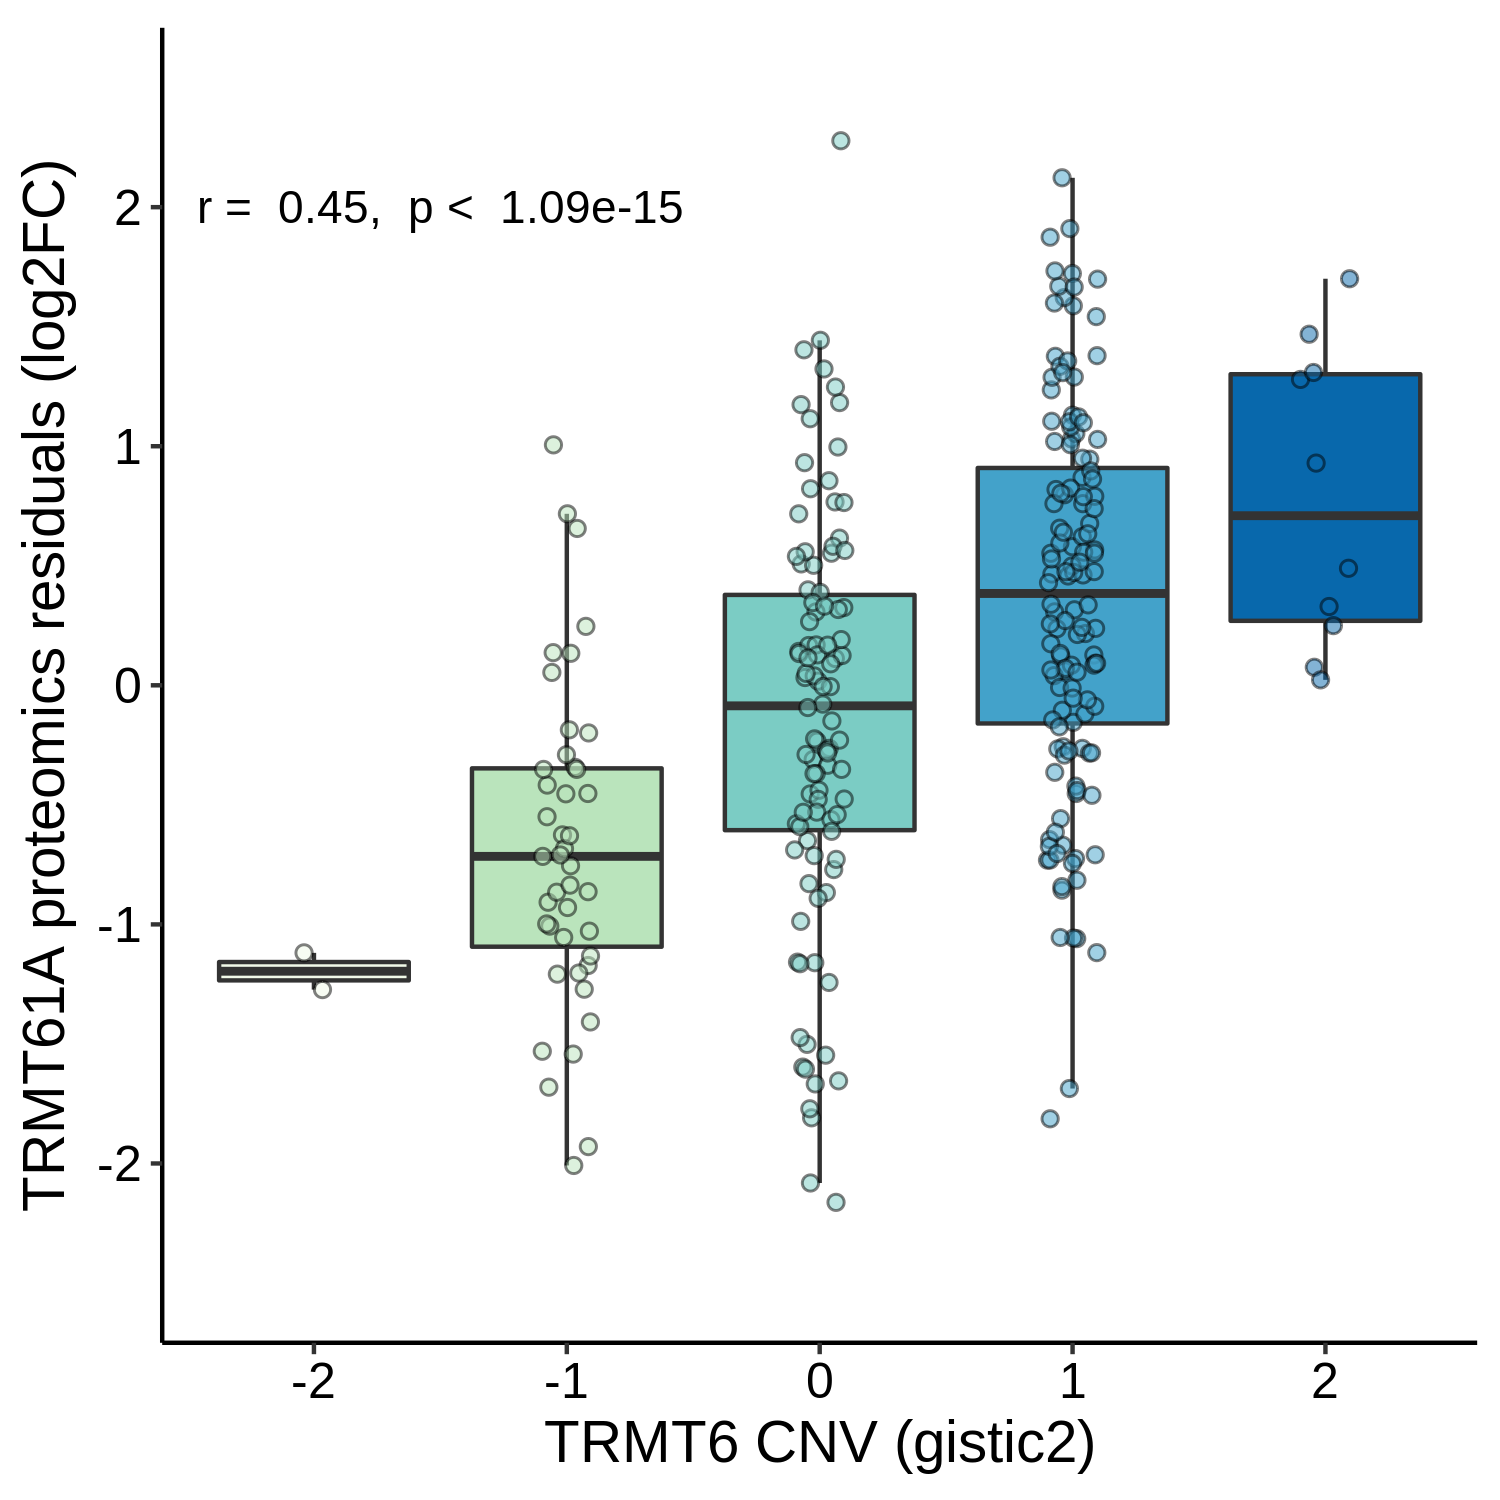 TRMT61A proteomics residuals (log2FC)
r = 0.45, p < 1.09e-15
2
1
0
-1
-2
-2 -1 0 1 2
TRMT6 CNV (gistic2)